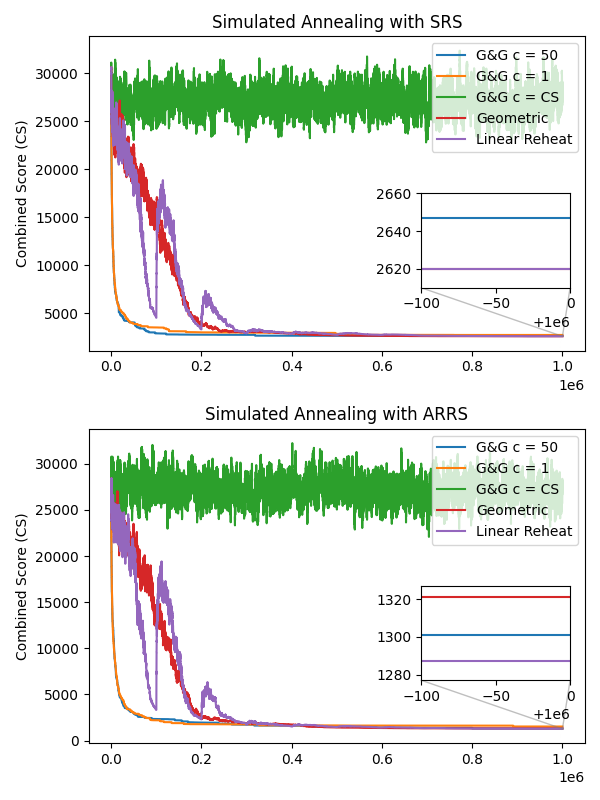 Simulated Annealing with SRS
Combined Score (CS)
30000
25000
20000
15000
10000
5000
G&G c = 50
G&G c = 1
G&G c = CS
Geometric
Linear Reheat
2660
2640
2620
−100
−50
0
+1e6
0.0
0.2
0.4
0.6
0.8
1.0
1e6
Simulated Annealing with ARRS
Combined Score (CS)
30000
25000
20000
15000
10000
5000
0
G&G c = 50
G&G c = 1
G&G c = CS
Geometric
Linear Reheat
1320
1300
1280
−100
−50
0
+1e6
0.0
0.2
0.4
0.6
0.8
1.0
1e6